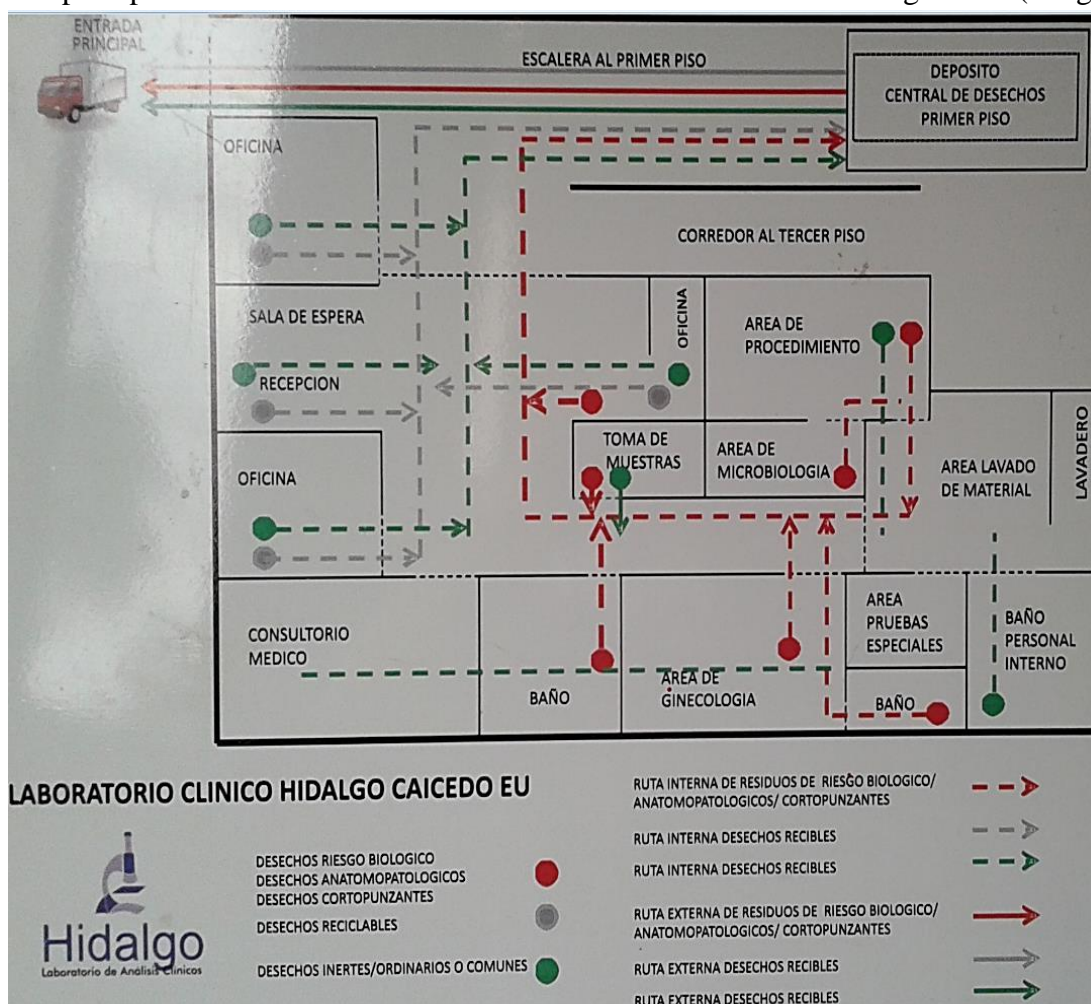 ENTRADA
PRINCIPAL
ESCALERA AL PRIMER PISO
DEPOSITO
CENTRAL DE DESECHOS
PRIMER PISO
OFICINA
CORREDOR AL TERCER PISO
SALA DE ESPERA
OFICINA
AREA DE
PROCEDIMIENTO
RECEPCION
TOMA DE
MUESTRAS
AREA DE
MICROBIOLOGIA
AREA LAVADO
DE MATERIAL
LAVADERO
OFICINA
CONSULTORIO
MEDICO
BAÑO
AREA DE
GINECOLOGIA
AREA
PRUEBAS
ESPECIALES
BAÑO
BAÑO
PERSONAL
INTERNO
LABORATORIO CLINICO HIDALGO CAICEDO EU
Hidalgo
Laboratorio de Análisis Clínicos
DESECHOS RIESGO BIOLOGICO
DESECHOS ANATOMOPATOLOGICOS
DESECHOS CORTOPUNZANTES
DESECHOS RECICLABLES
DESECHOS INERTES/ORDINARIOS O COMUNES
RUTA INTERNA DE RESIDUOS DE RIESGO BIOLOGICO/
ANATOMOPATOLOGICOS/ CORTOPUNZANTES
RUTA INTERNA DESECHOS RECIBLES
RUTA INTERNA DESECHOS RECIBLES
RUTA EXTERNA DE RESIDUOS DE RIESGO BIOLOGICO/
ANATOMOPATOLOGICOS/ CORTOPUNZANTES
RUTA EXTERNA DESECHOS RECIBLES
RUTA EXTERNA DESECHOS RECIBLES